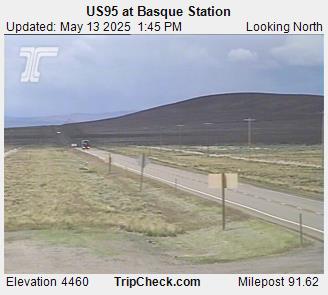 US95 at Basque Station
Updated: May 13 2025 1:45 PM Looking North
Elevation 4460 TripCheck.com Milepost 91.62